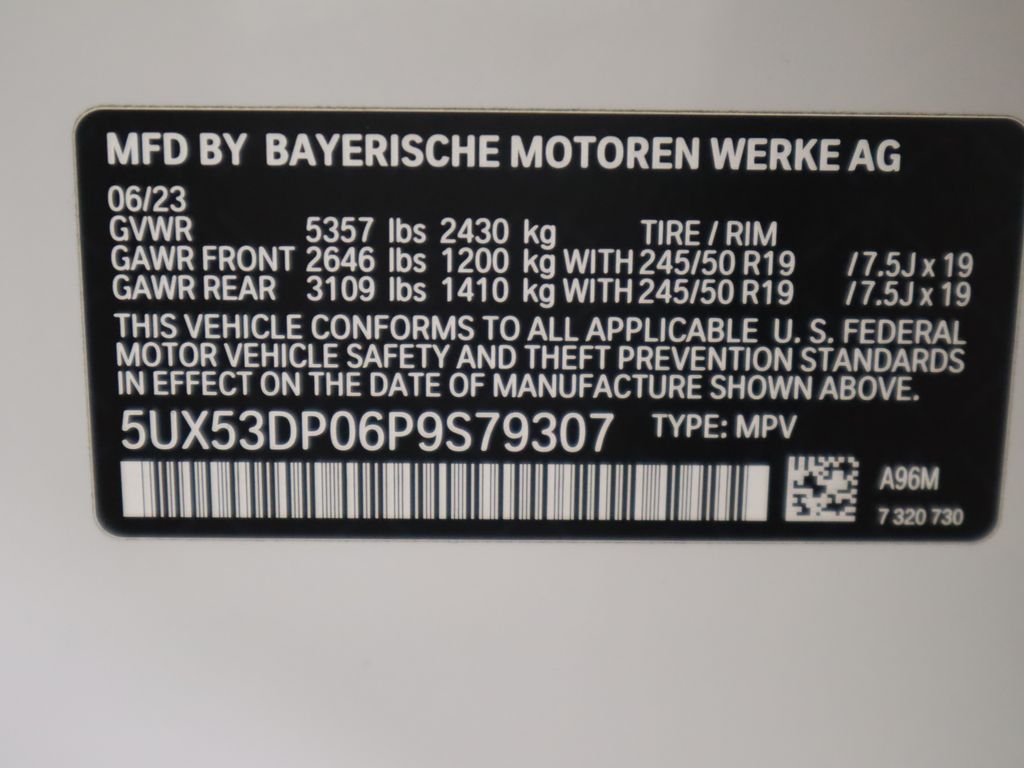 MFD BY BAYERISCHE MOTOREN WERKE AG
06/23
GVWR 5357 lbs 2430 kg TIRE / RIM
GAWR FRONT 2646 lbs 1200 kg WITH 245/50 R19 /7.5J x 19
GAWR REAR 3109 lbs 1410 kg WITH 245/50 R19 /7.5J x 19
THIS VEHICLE CONFORMS TO ALL APPLICABLE U. S. FEDERAL
MOTOR VEHICLE SAFETY AND THEFT PREVENTION STANDARDS
IN EFFECT ON THE DATE OF MANUFACTURE SHOWN ABOVE.
5UX53DP06P9S79307 TYPE: MPV
A96M
7 320 730